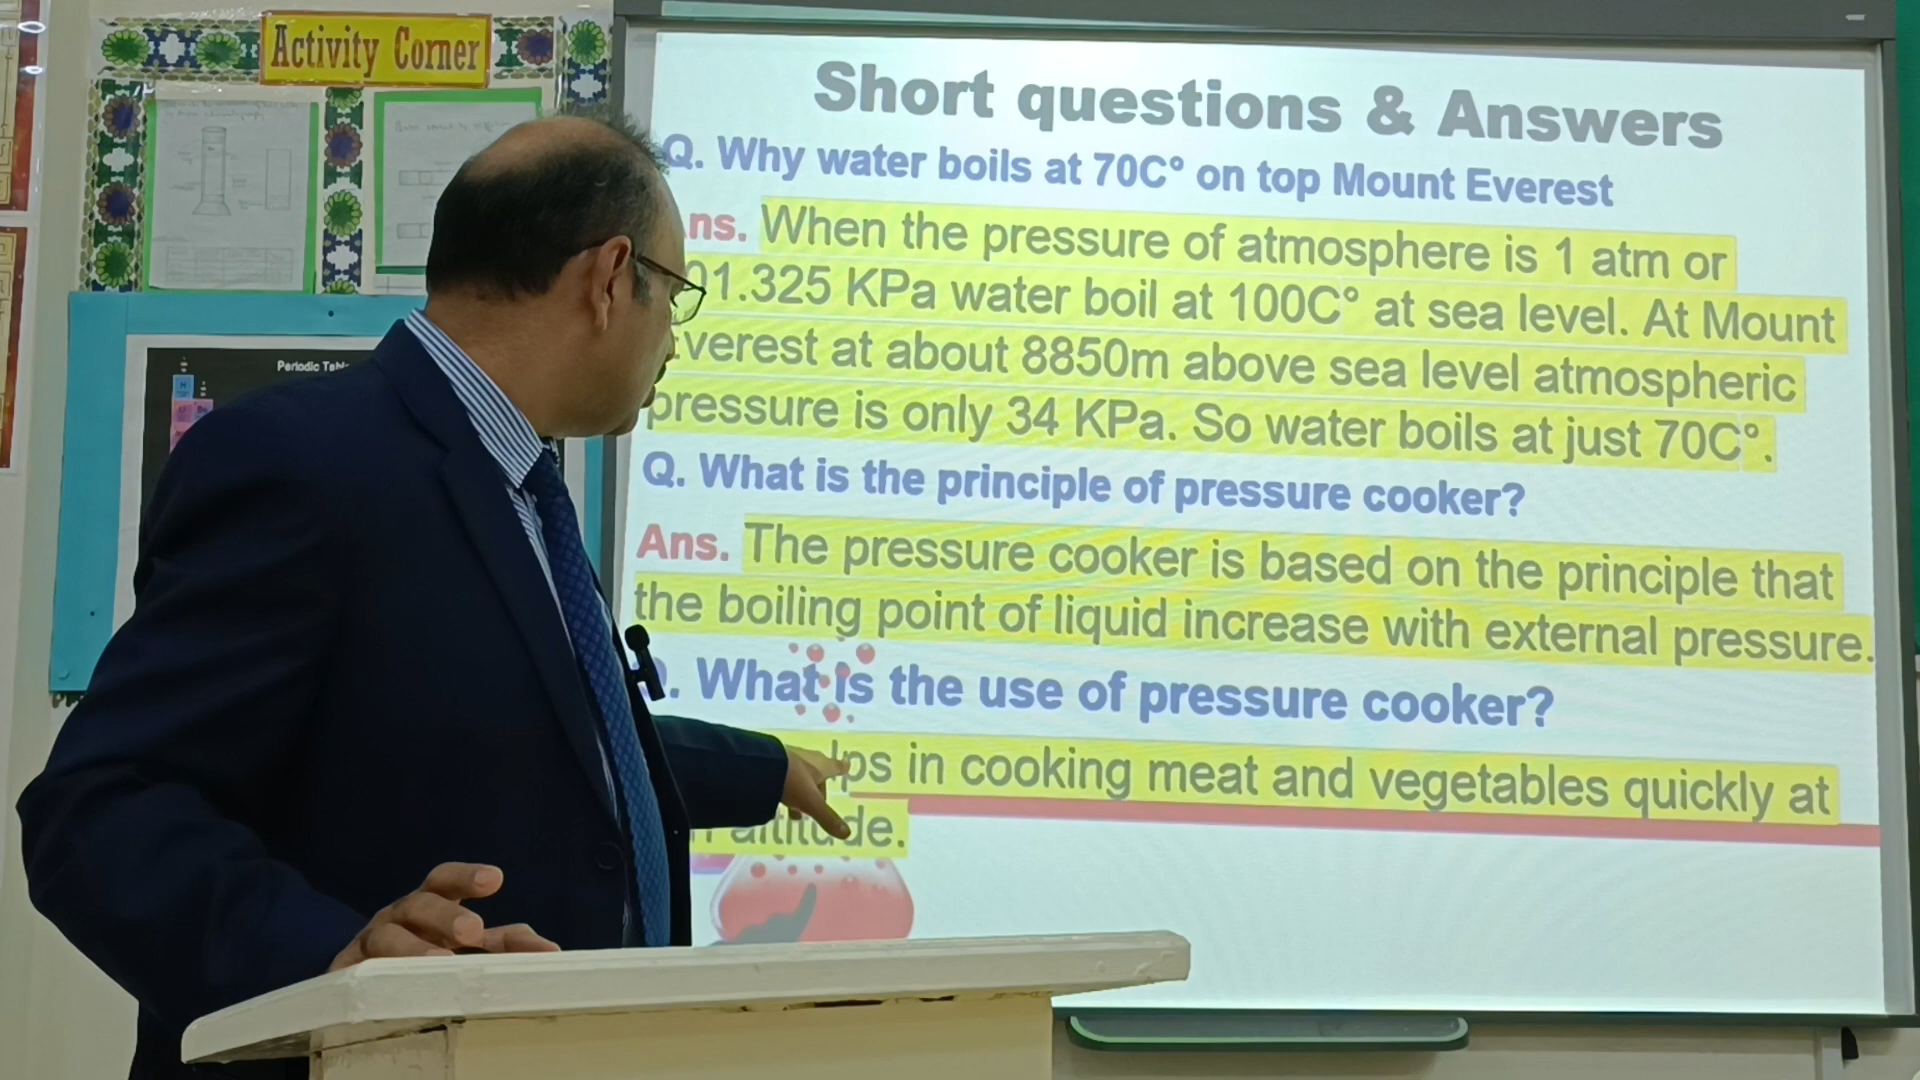 Activity Corner
Short questions & Answers
Q. Why water boils at 70C° on top Mount Everest
ns. When the pressure of atmosphere is 1 atm or
01.325 KPa water boil at 100C° at sea level. At Mount
verest at about 8850m above sea level atmospheric
pressure is only 34 KPa. So water boils at just 70C°.
Q. What is the principle of pressure cooker?
Ans. The pressure cooker is based on the principle that
the boiling point of liquid increase with external pressure.
. What is the use of pressure cooker?
lps in cooking meat and vegetables quickly at
altitude.
Periodic Table